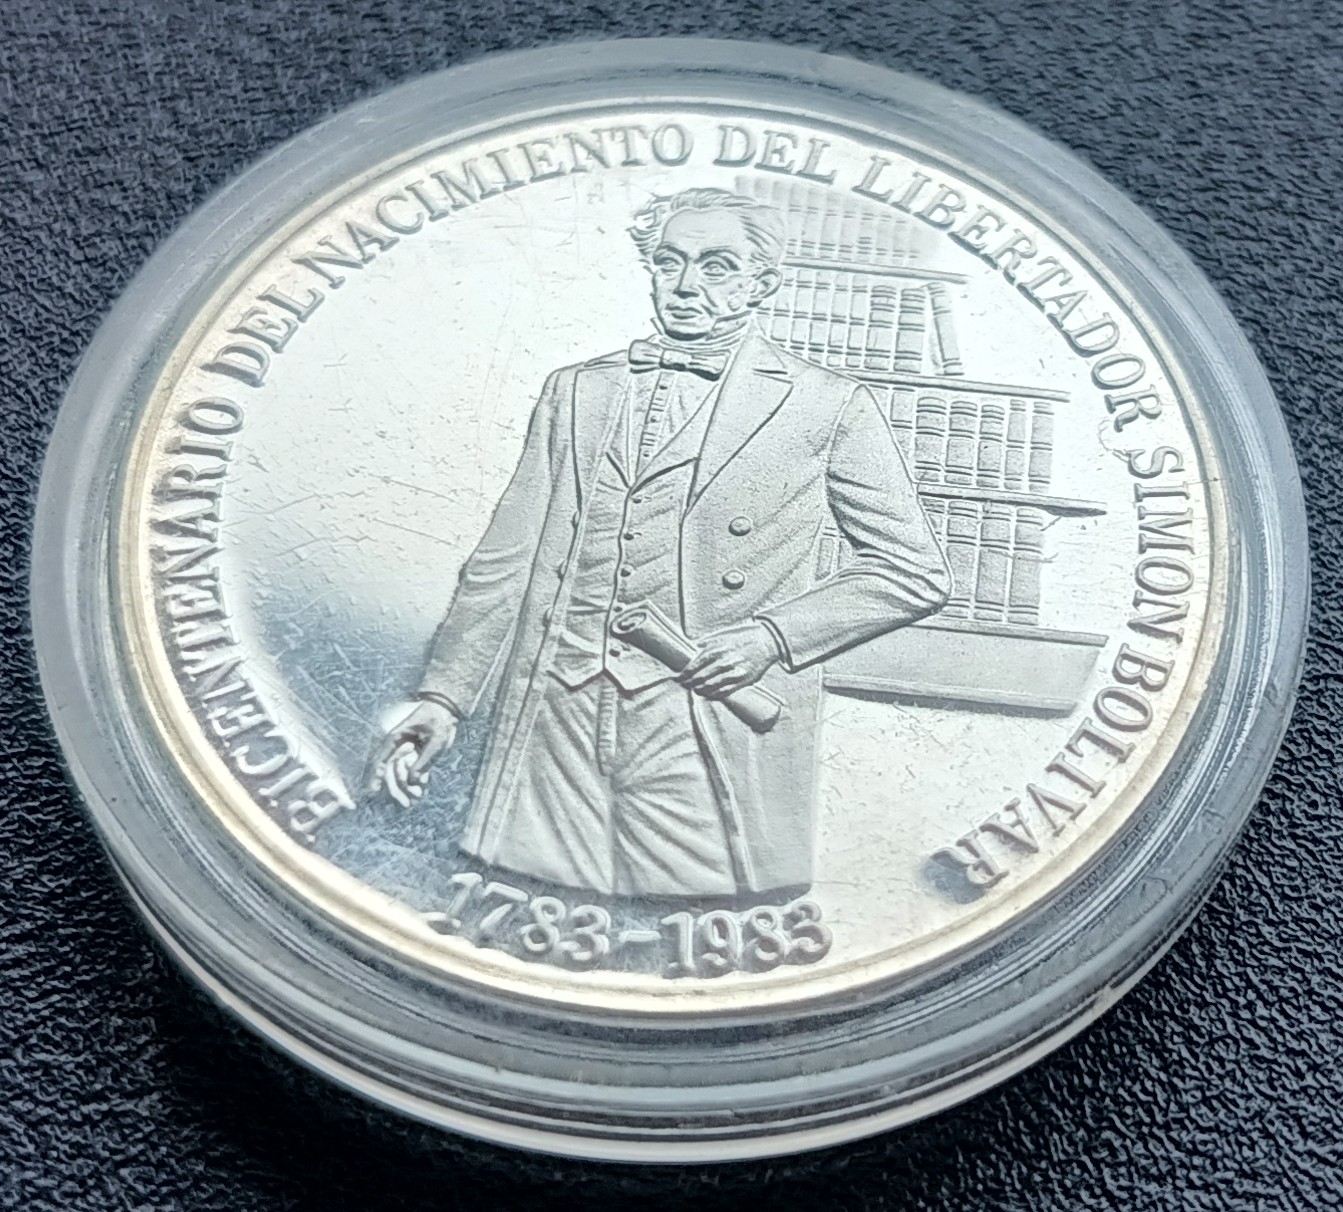 BICENTENARIO DEL NACIMIENTO DEL LIBERTADOR SIMON BOLIVAR
1783-1983